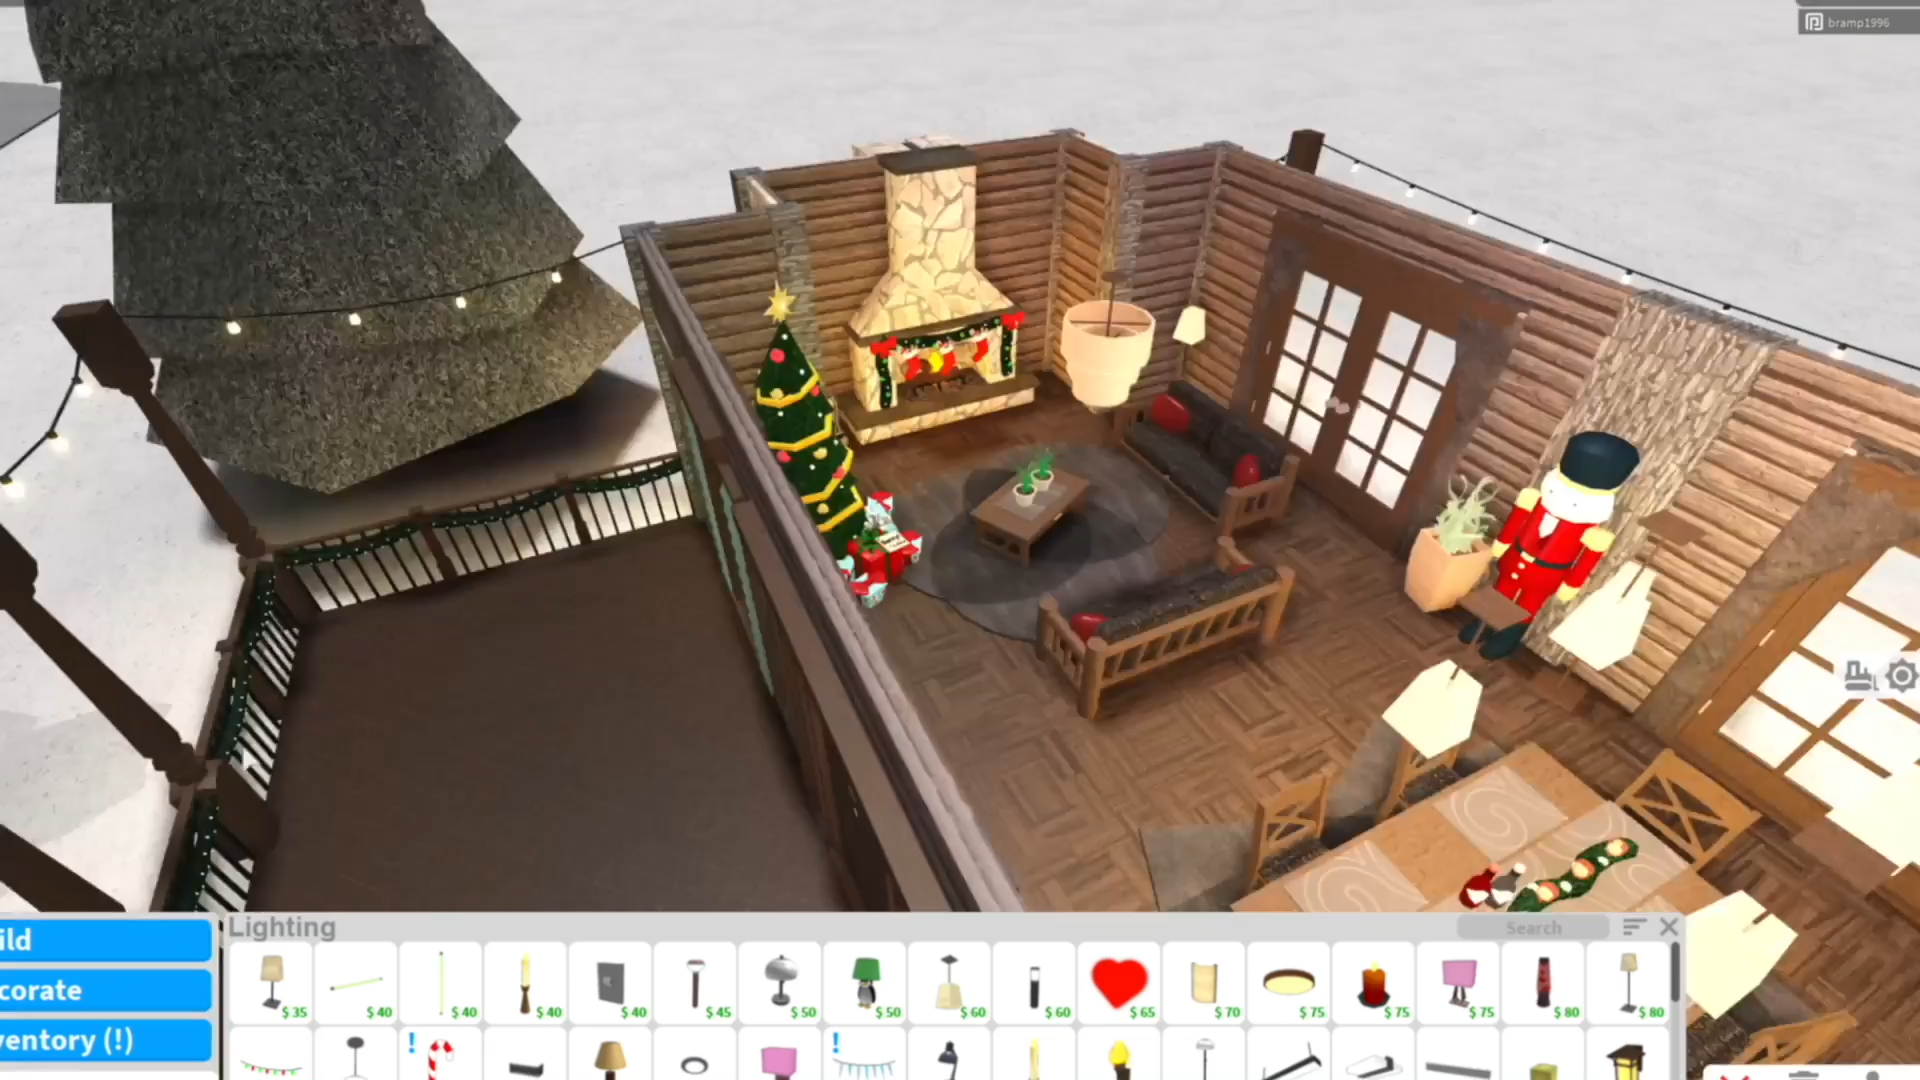 bramp1996
ild
Lighting
Search
corate
ventory (!)
$35 $40 $40 $40 $40 $45 $50 $50 $60 $60 $65 $70 $75 $75 $75 $80 $80
! !